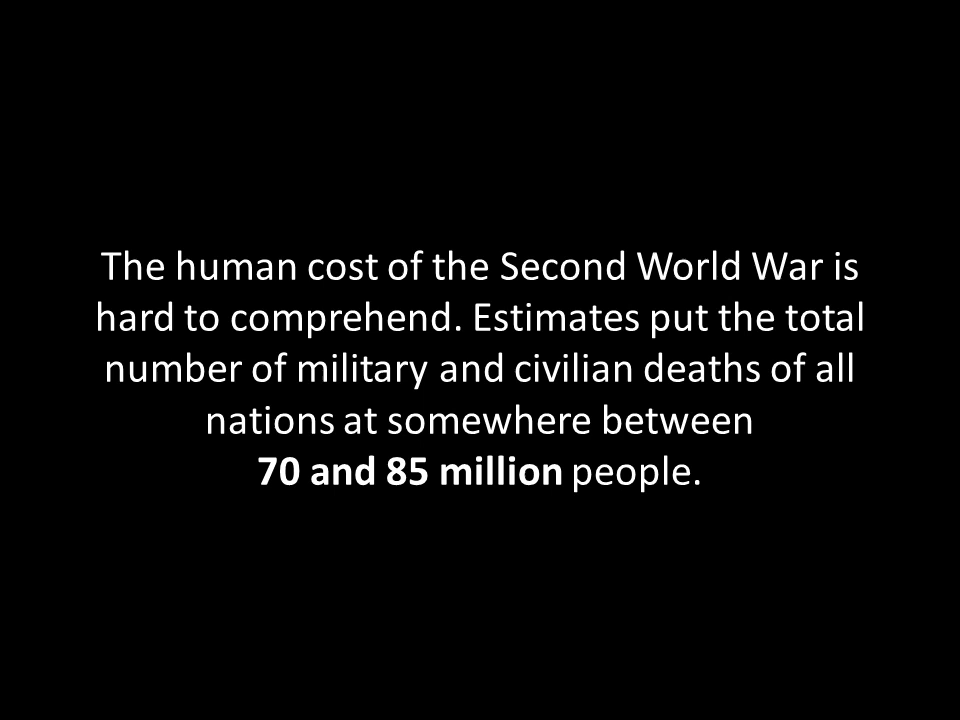 The human cost of the Second World War is
hard to comprehend. Estimates put the total
number of military and civilian deaths of all
nations at somewhere between
70 and 85 million people.